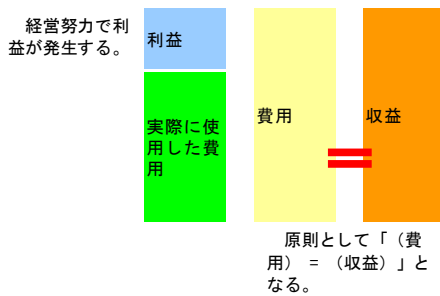 経営努力で利
益が発生する。
利益
実際に使
用した費
用
費用
収益
原則として「（費
用） = （収益）」と
なる。